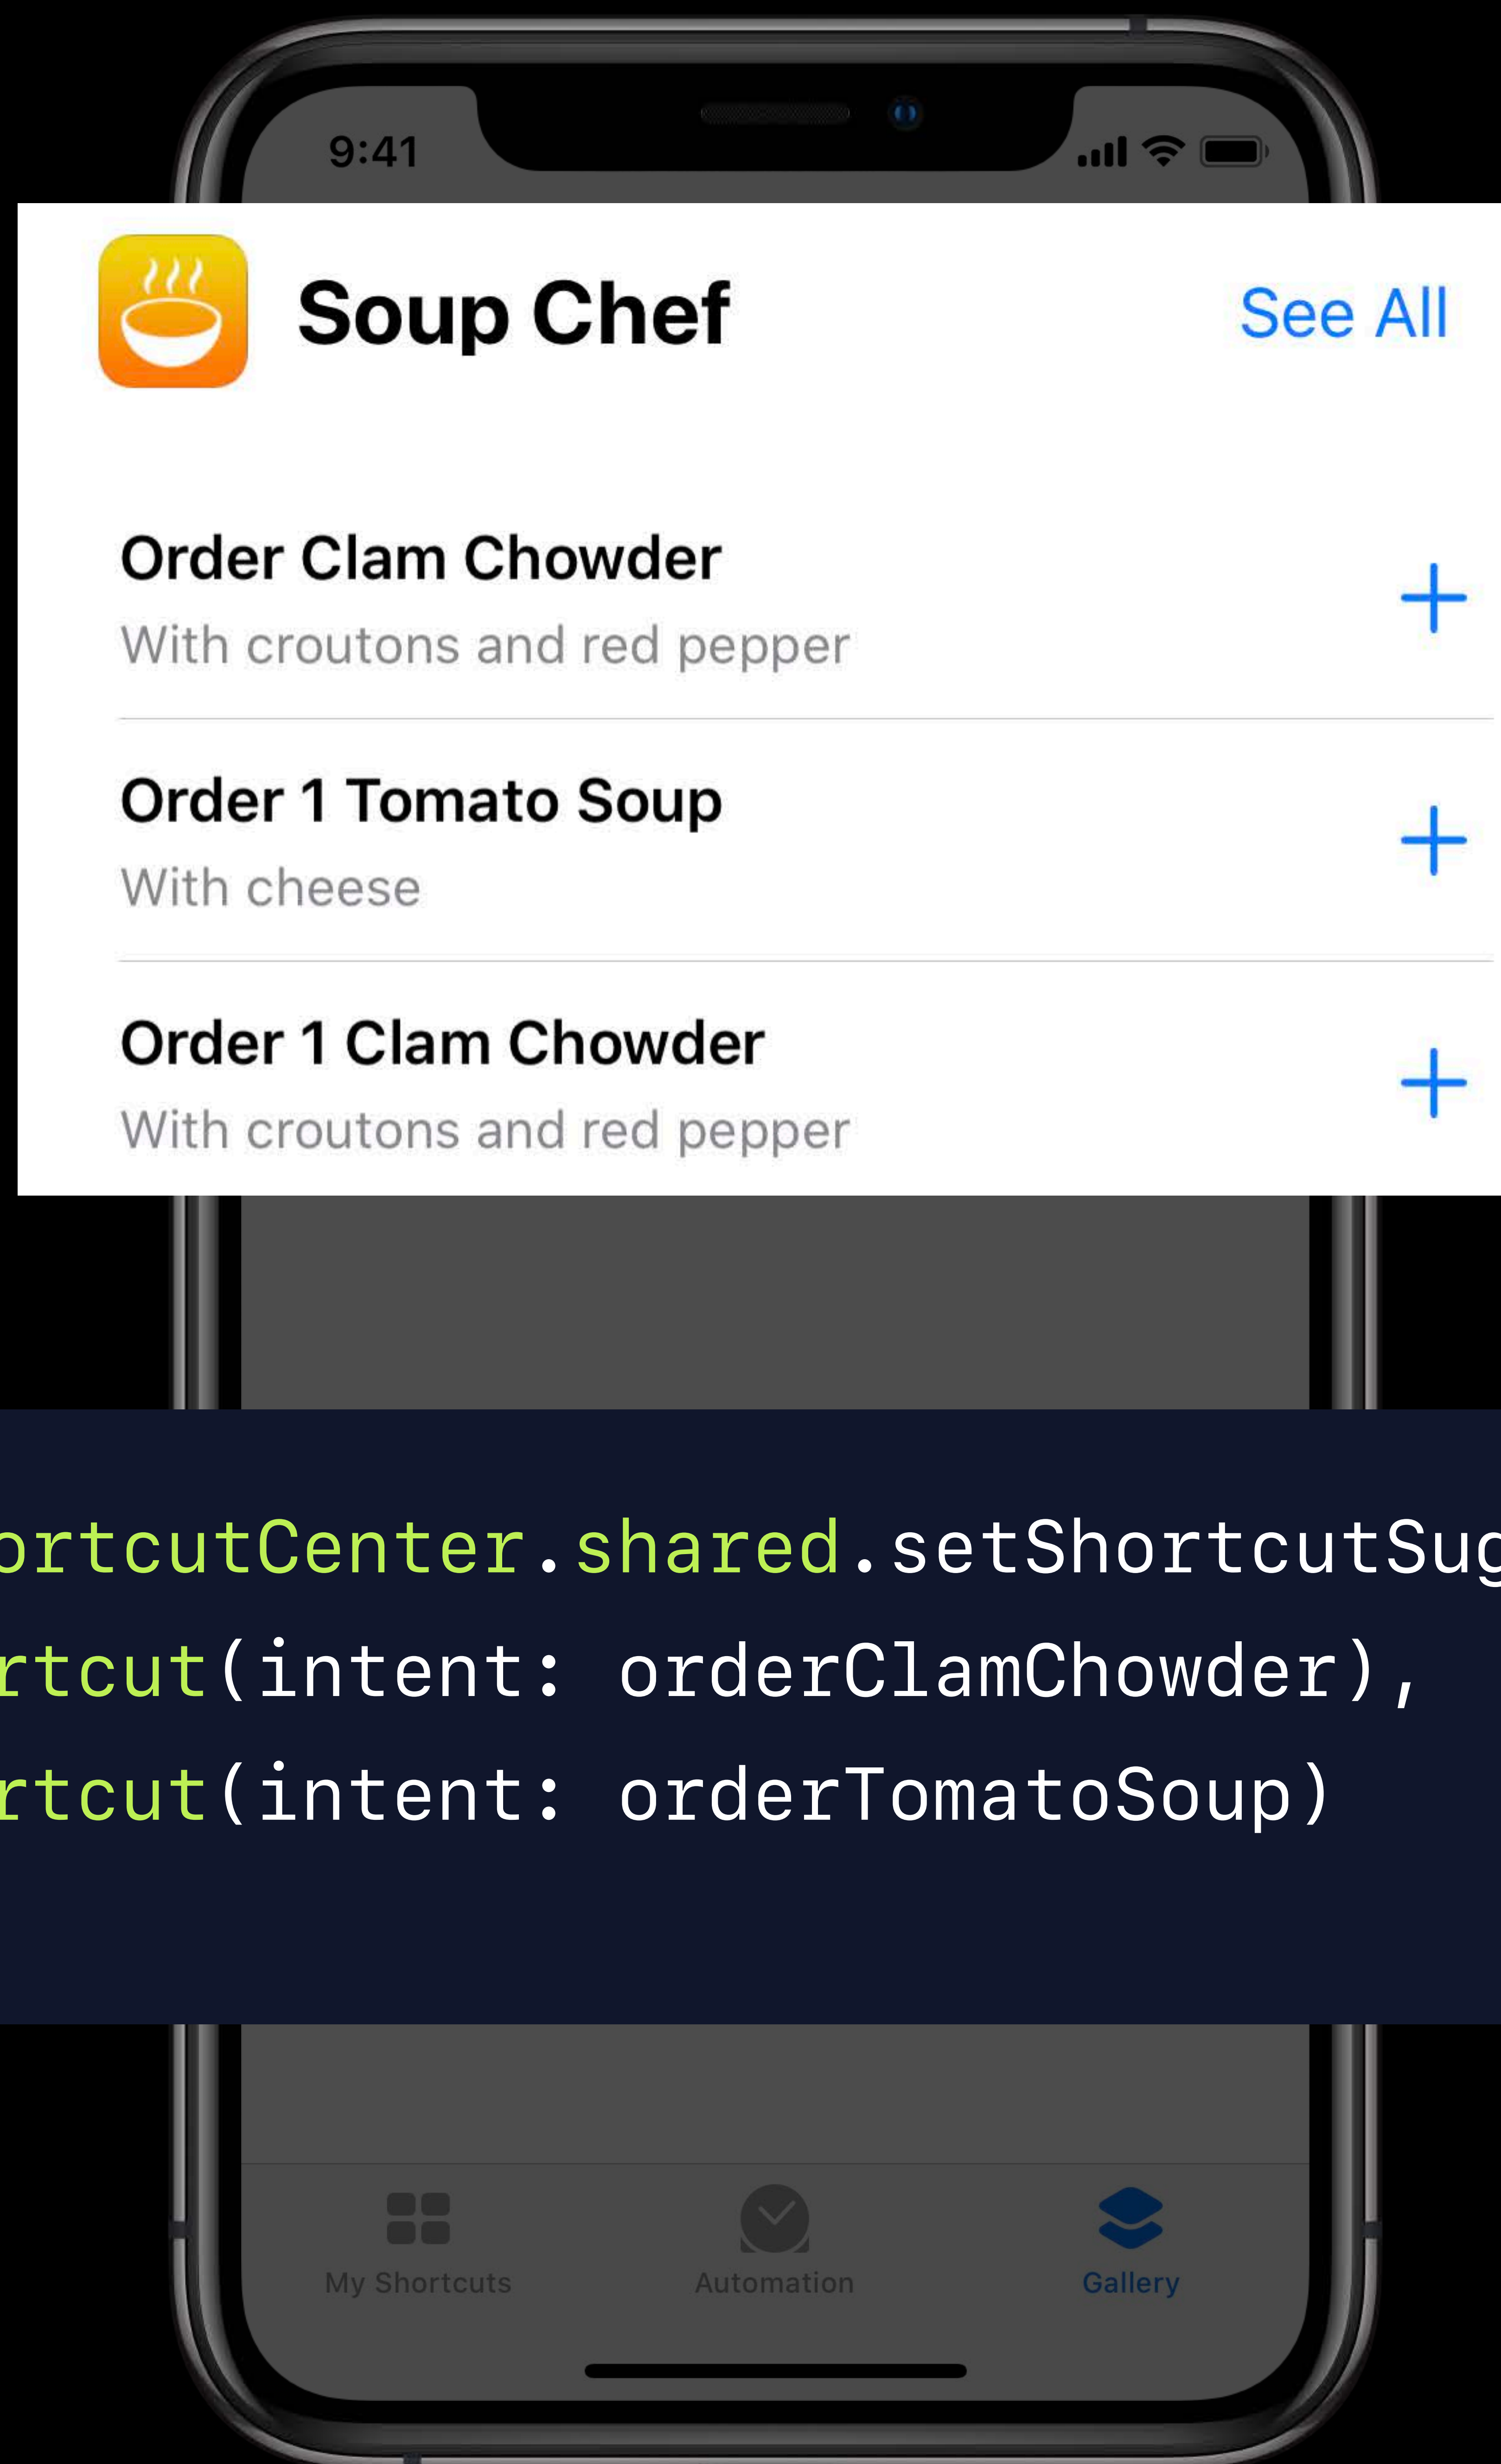 9:41
Soup Chef See All
Order Clam Chowder
With croutons and red pepper
Order 1 Tomato Soup
With cheese
Order 1 Clam Chowder
With croutons and red pepper
ortcutCenter.shared.setShortcutSug
rtcut(intent: orderClamChowder),
rtcut(intent: orderTomatoSoup)
My Shortcuts Automation Gallery